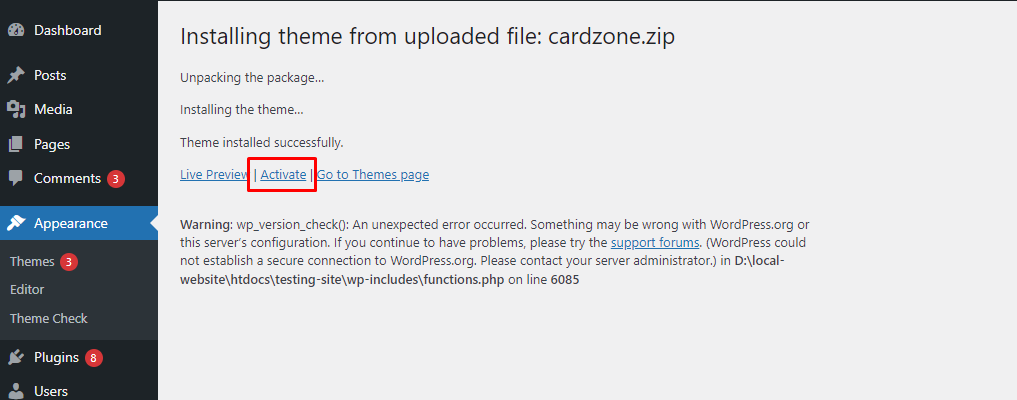 Dashboard
Posts
Media
Pages
Comments 3
Appearance
Themes 3
Editor
Theme Check
Plugins 8
Users
Installing theme from uploaded file: cardzone.zip
Unpacking the package…
Installing the theme…
Theme installed successfully.
Live Preview | Activate | Go to Themes page
Warning: wp_version_check(): An unexpected error occurred. Something may be wrong with WordPress.org or
this server’s configuration. If you continue to have problems, please try the support forums. (WordPress could
not establish a secure connection to WordPress.org. Please contact your server administrator.) in D:\local-
website\htdocs\testing-site\wp-includes\functions.php on line 6085